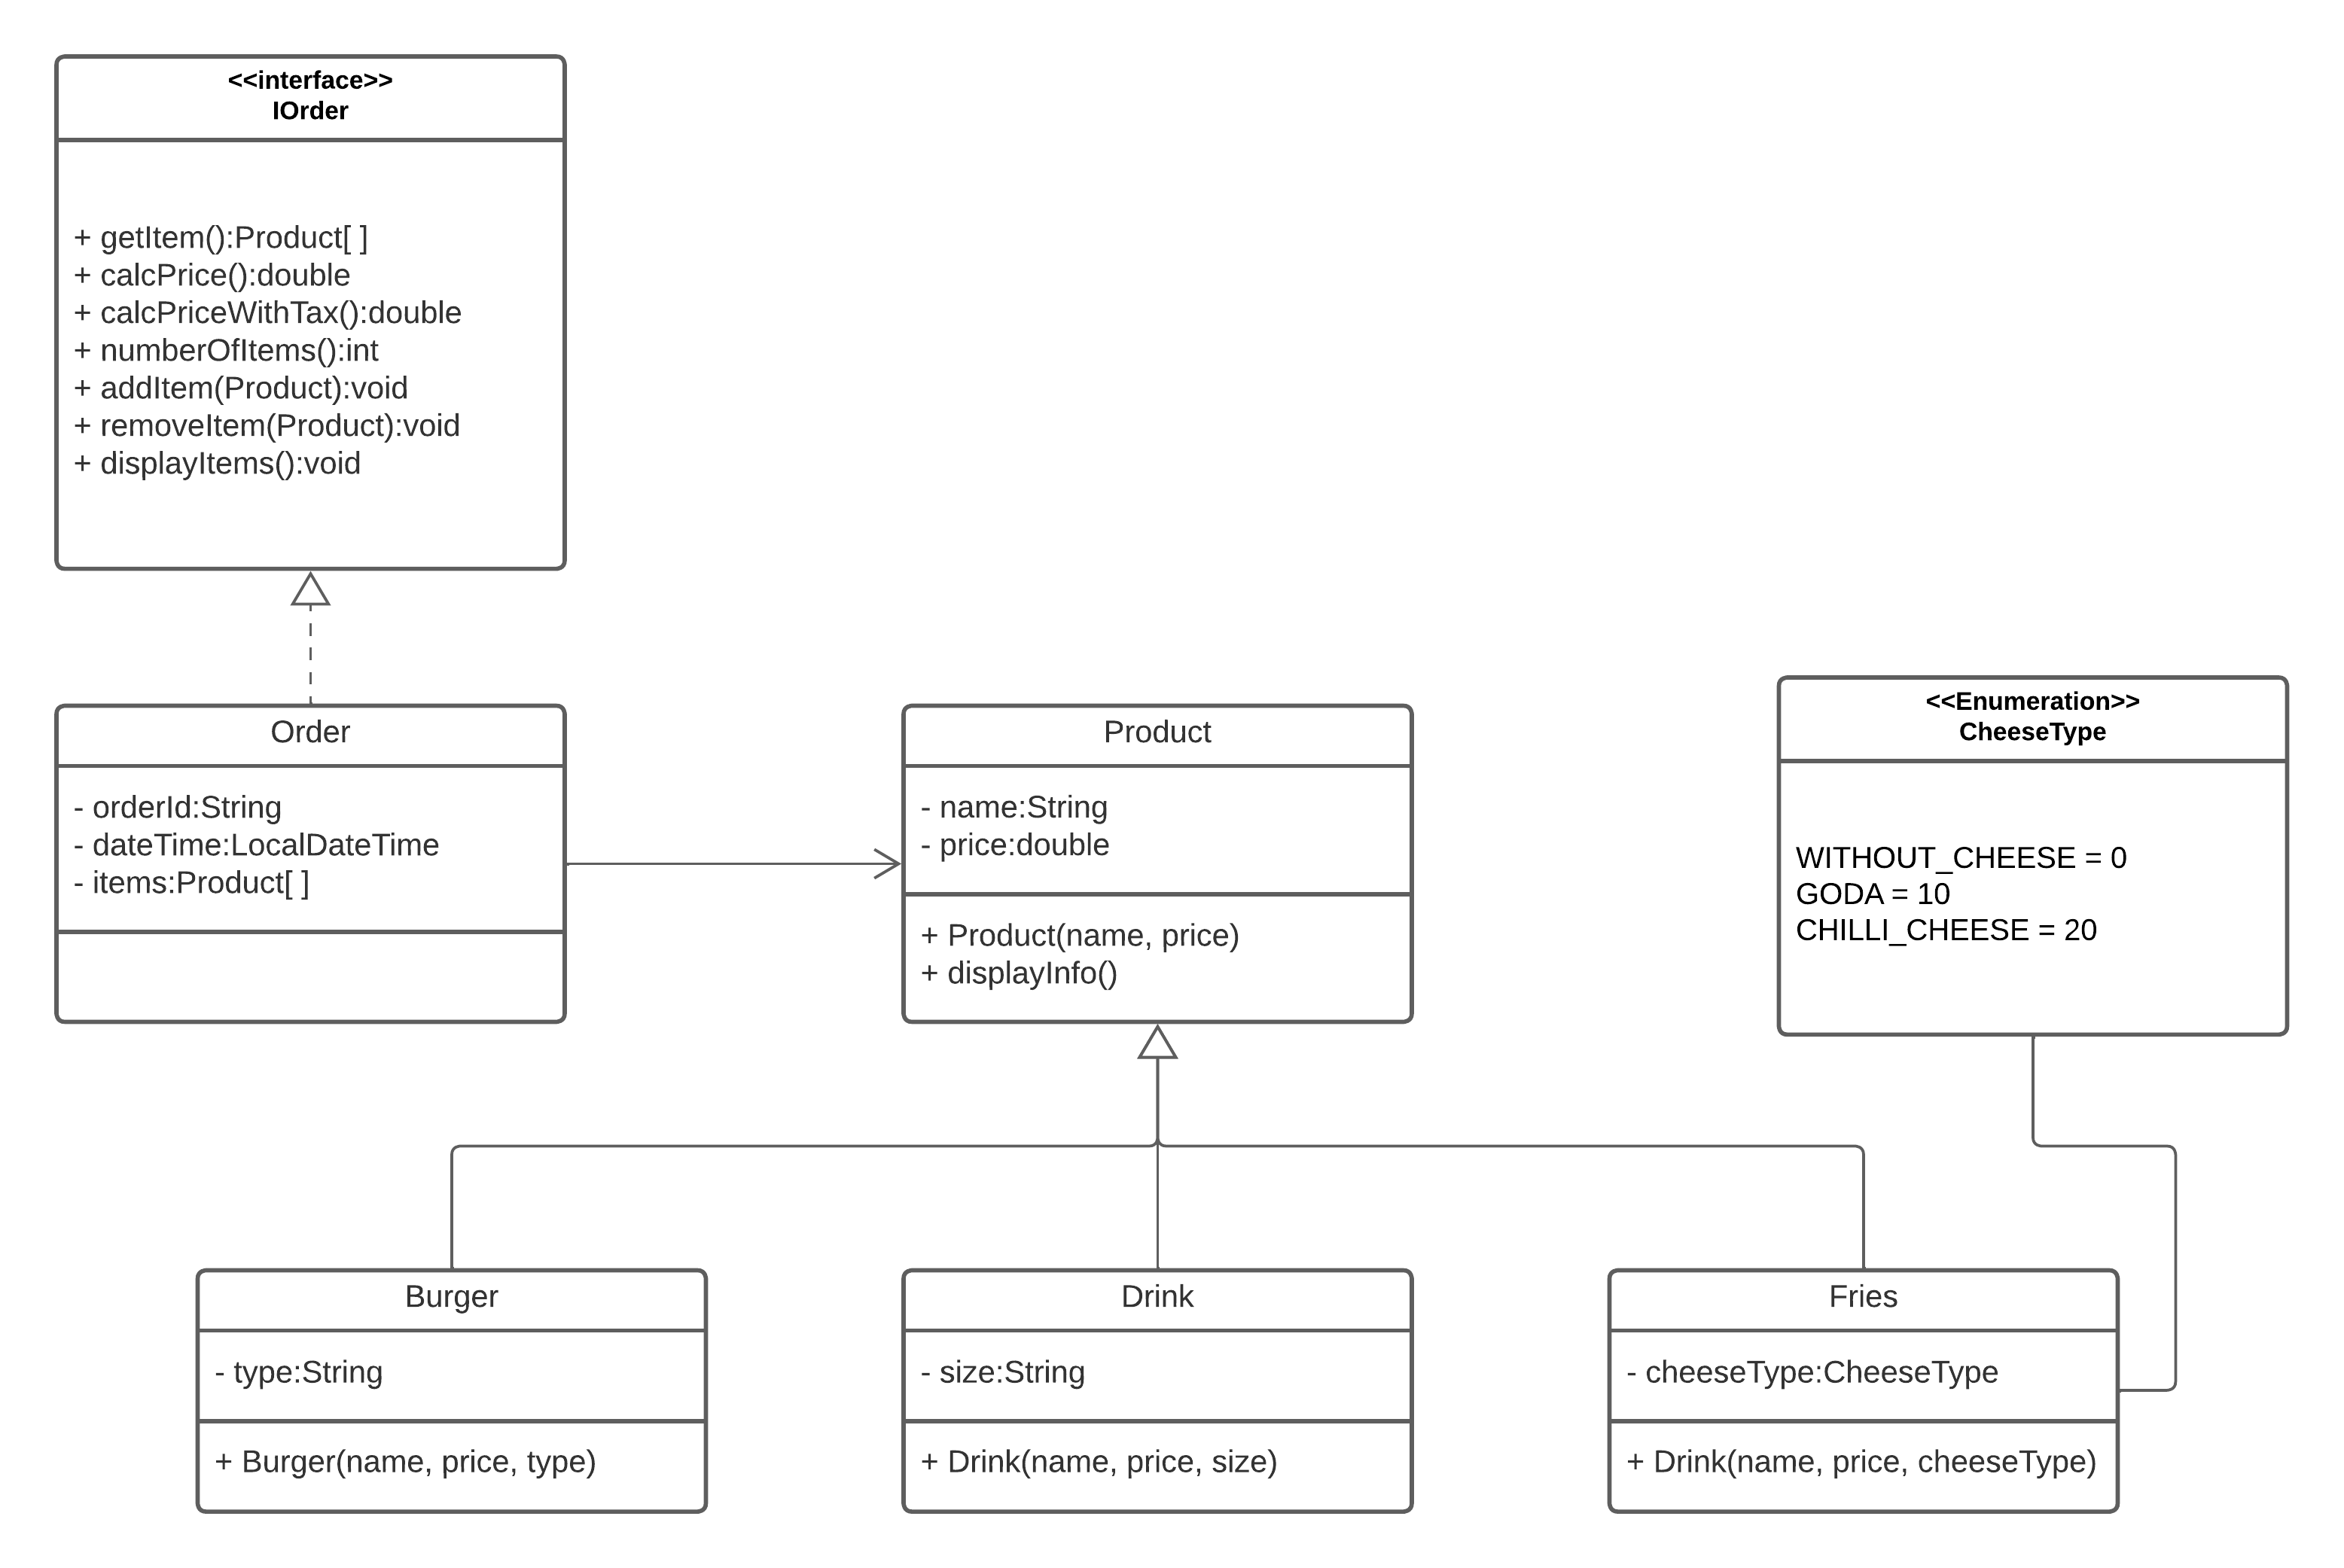 <<interface>>
IOrder
+ getItem():Product[ ]
+ calcPrice():double
+ calcPriceWithTax():double
+ numberOfItems():int
+ addItem(Product):void
+ removeItem(Product):void
+ displayItems():void
Order
- orderId:String
- dateTime:LocalDateTime
- items:Product[ ]
Product
- name:String
- price:double
+ Product(name, price)
+ displayInfo()
<<Enumeration>>
CheeseType
WITHOUT_CHEESE = 0
GODA = 10
CHILLI_CHEESE = 20
Burger
- type:String
+ Burger(name, price, type)
Drink
- size:String
+ Drink(name, price, size)
Fries
- cheeseType:CheeseType
+ Drink(name, price, cheeseType)